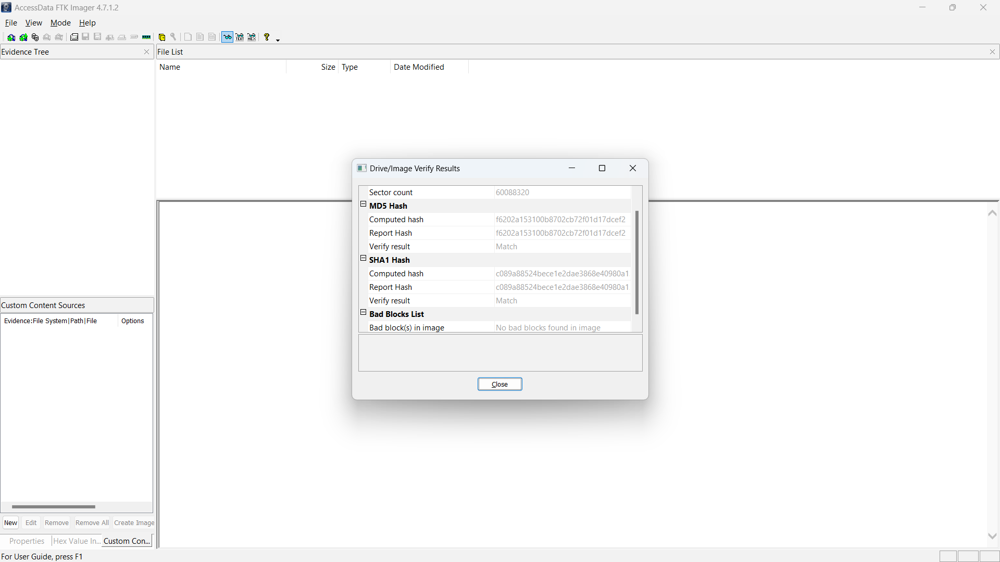 AccessData FTK Imager 4.7.1.2
File View Mode Help
TEXT HEX ?
Evidence Tree
File List
Name Size Type Date Modified
Drive/Image Verify Results
Sector count 60088320
MD5 Hash
Computed hash f6202a153100b8702cb72f01d17dcef2
Report Hash f6202a153100b8702cb72f01d17dcef2
Verify result Match
SHA1 Hash
Computed hash c089a88524bece1e2dae3868e40980a1
Report Hash c089a88524bece1e2dae3868e40980a1
Verify result Match
Bad Blocks List
Bad block(s) in image No bad blocks found in image
Close
Custom Content Sources
Evidence:File System|Path|File Options
New Edit Remove Remove All Create Image
Properties Hex Value In... Custom Con...
For User Guide, press F1